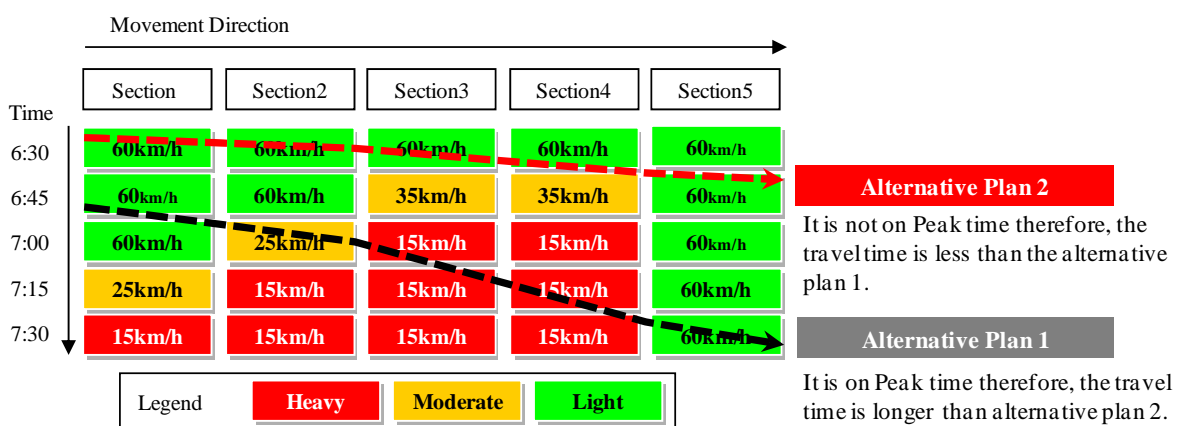 Movement Direction
Section Section2 Section3 Section4 Section5
Time
6:30 60km/h 60km/h 60km/h 60km/h 60km/h
6:45 60km/h 60km/h 35km/h 35km/h 60km/h
7:00 60km/h 25km/h 15km/h 15km/h 60km/h
7:15 25km/h 15km/h 15km/h 15km/h 60km/h
7:30 15km/h 15km/h 15km/h 15km/h 60km/h
Alternative Plan 2
It is not on Peak time therefore, the
travel time is less than the alternative
plan 1.
Alternative Plan 1
It is on Peak time therefore, the travel
time is longer than alternative plan 2.
Legend Heavy Moderate Light